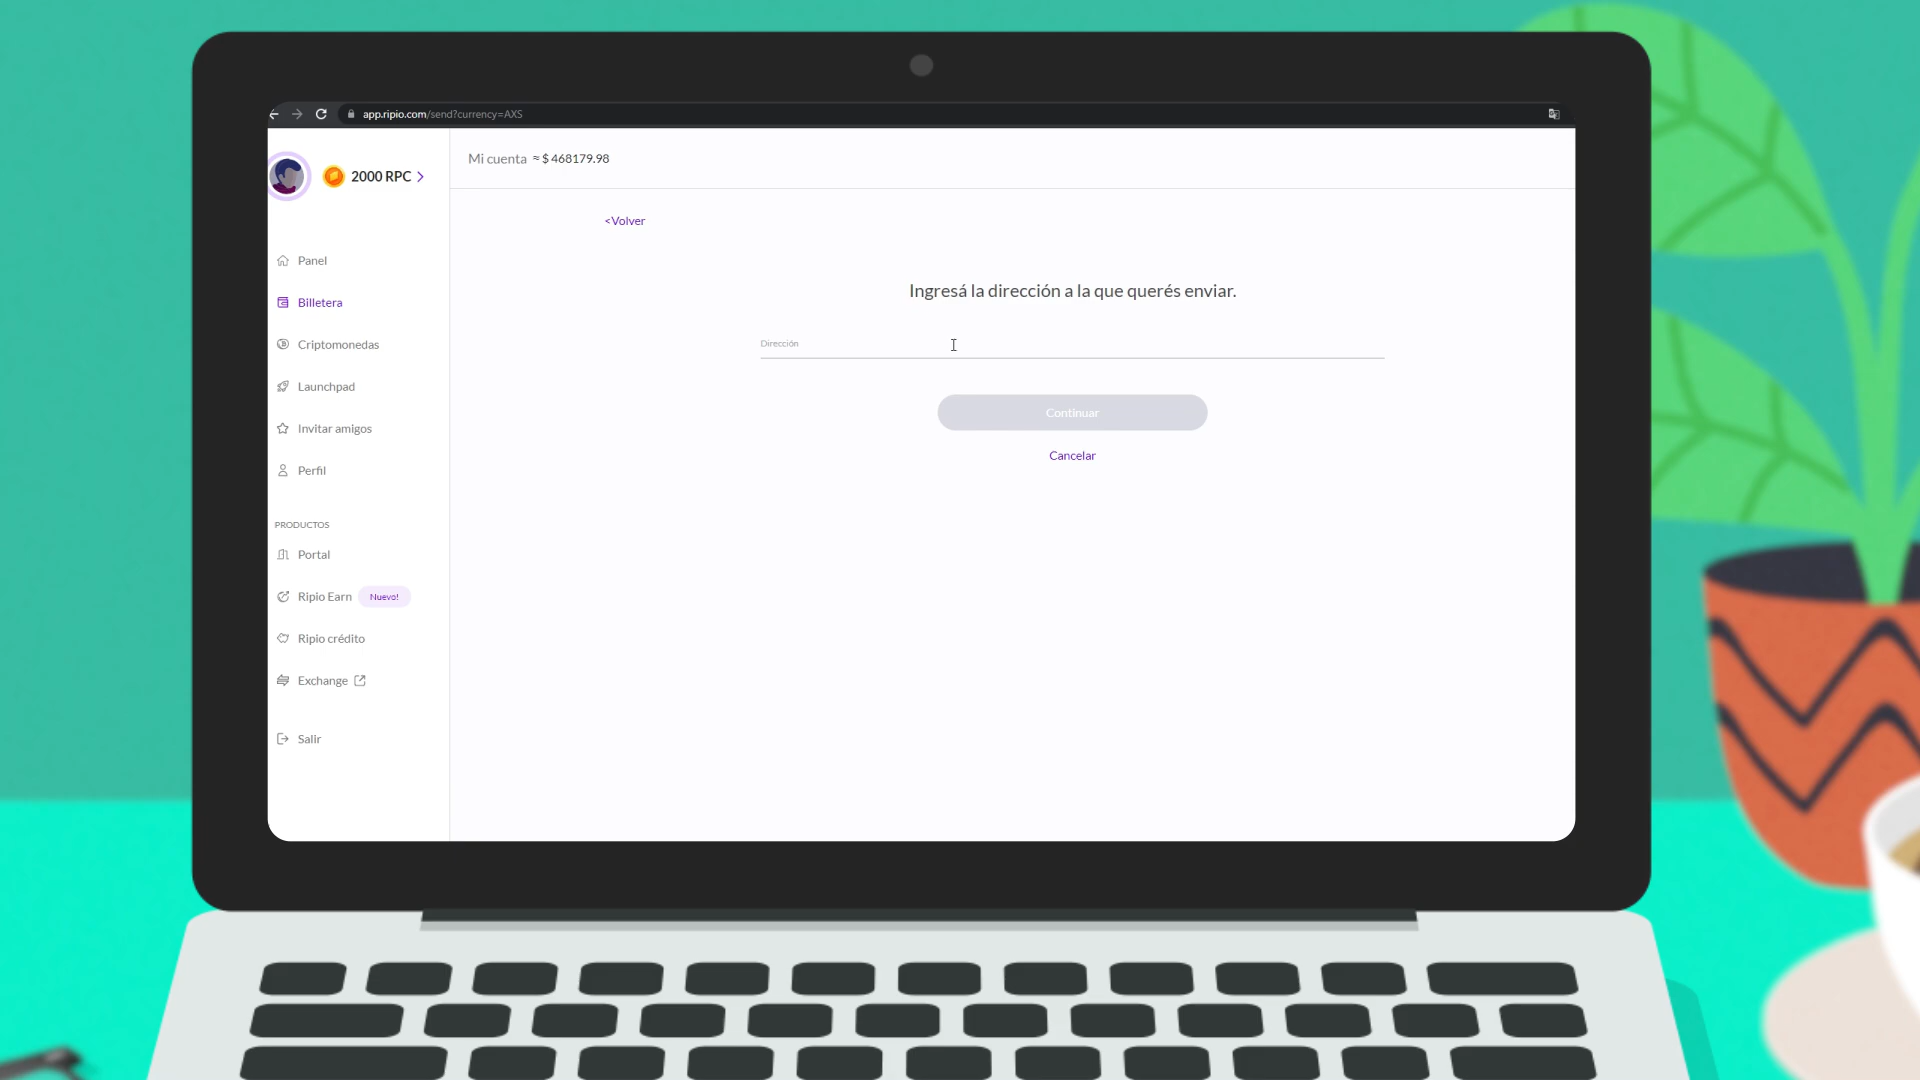 app.ripio.com/send?currency=AXS
2000 RPC
Mi cuenta ≈ $ 468179.98
<Volver
Panel
Billetera
Criptomonedas
Launchpad
Invitar amigos
Perfil
PRODUCTOS
Portal
Ripio Earn Nuevo!
Ripio crédito
Exchange
Salir
Ingresá la dirección a la que querés enviar.
Dirección
Continuar
Cancelar